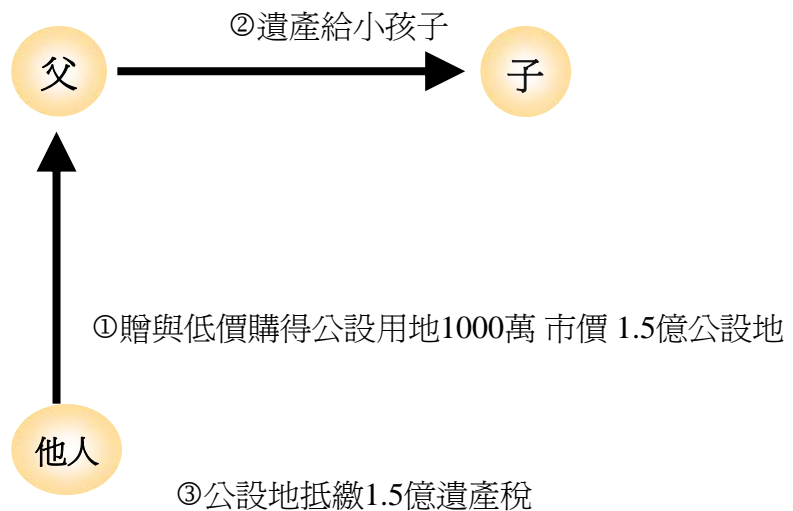 ②遺產給小孩子
父
子
①贈與低價購得公設用地1000萬 市價 1.5億公設地
他人
③公設地抵繳1.5億遺產稅